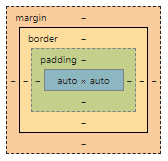 margin –
border –
padding –
– – – auto × auto – – –
–
–
–